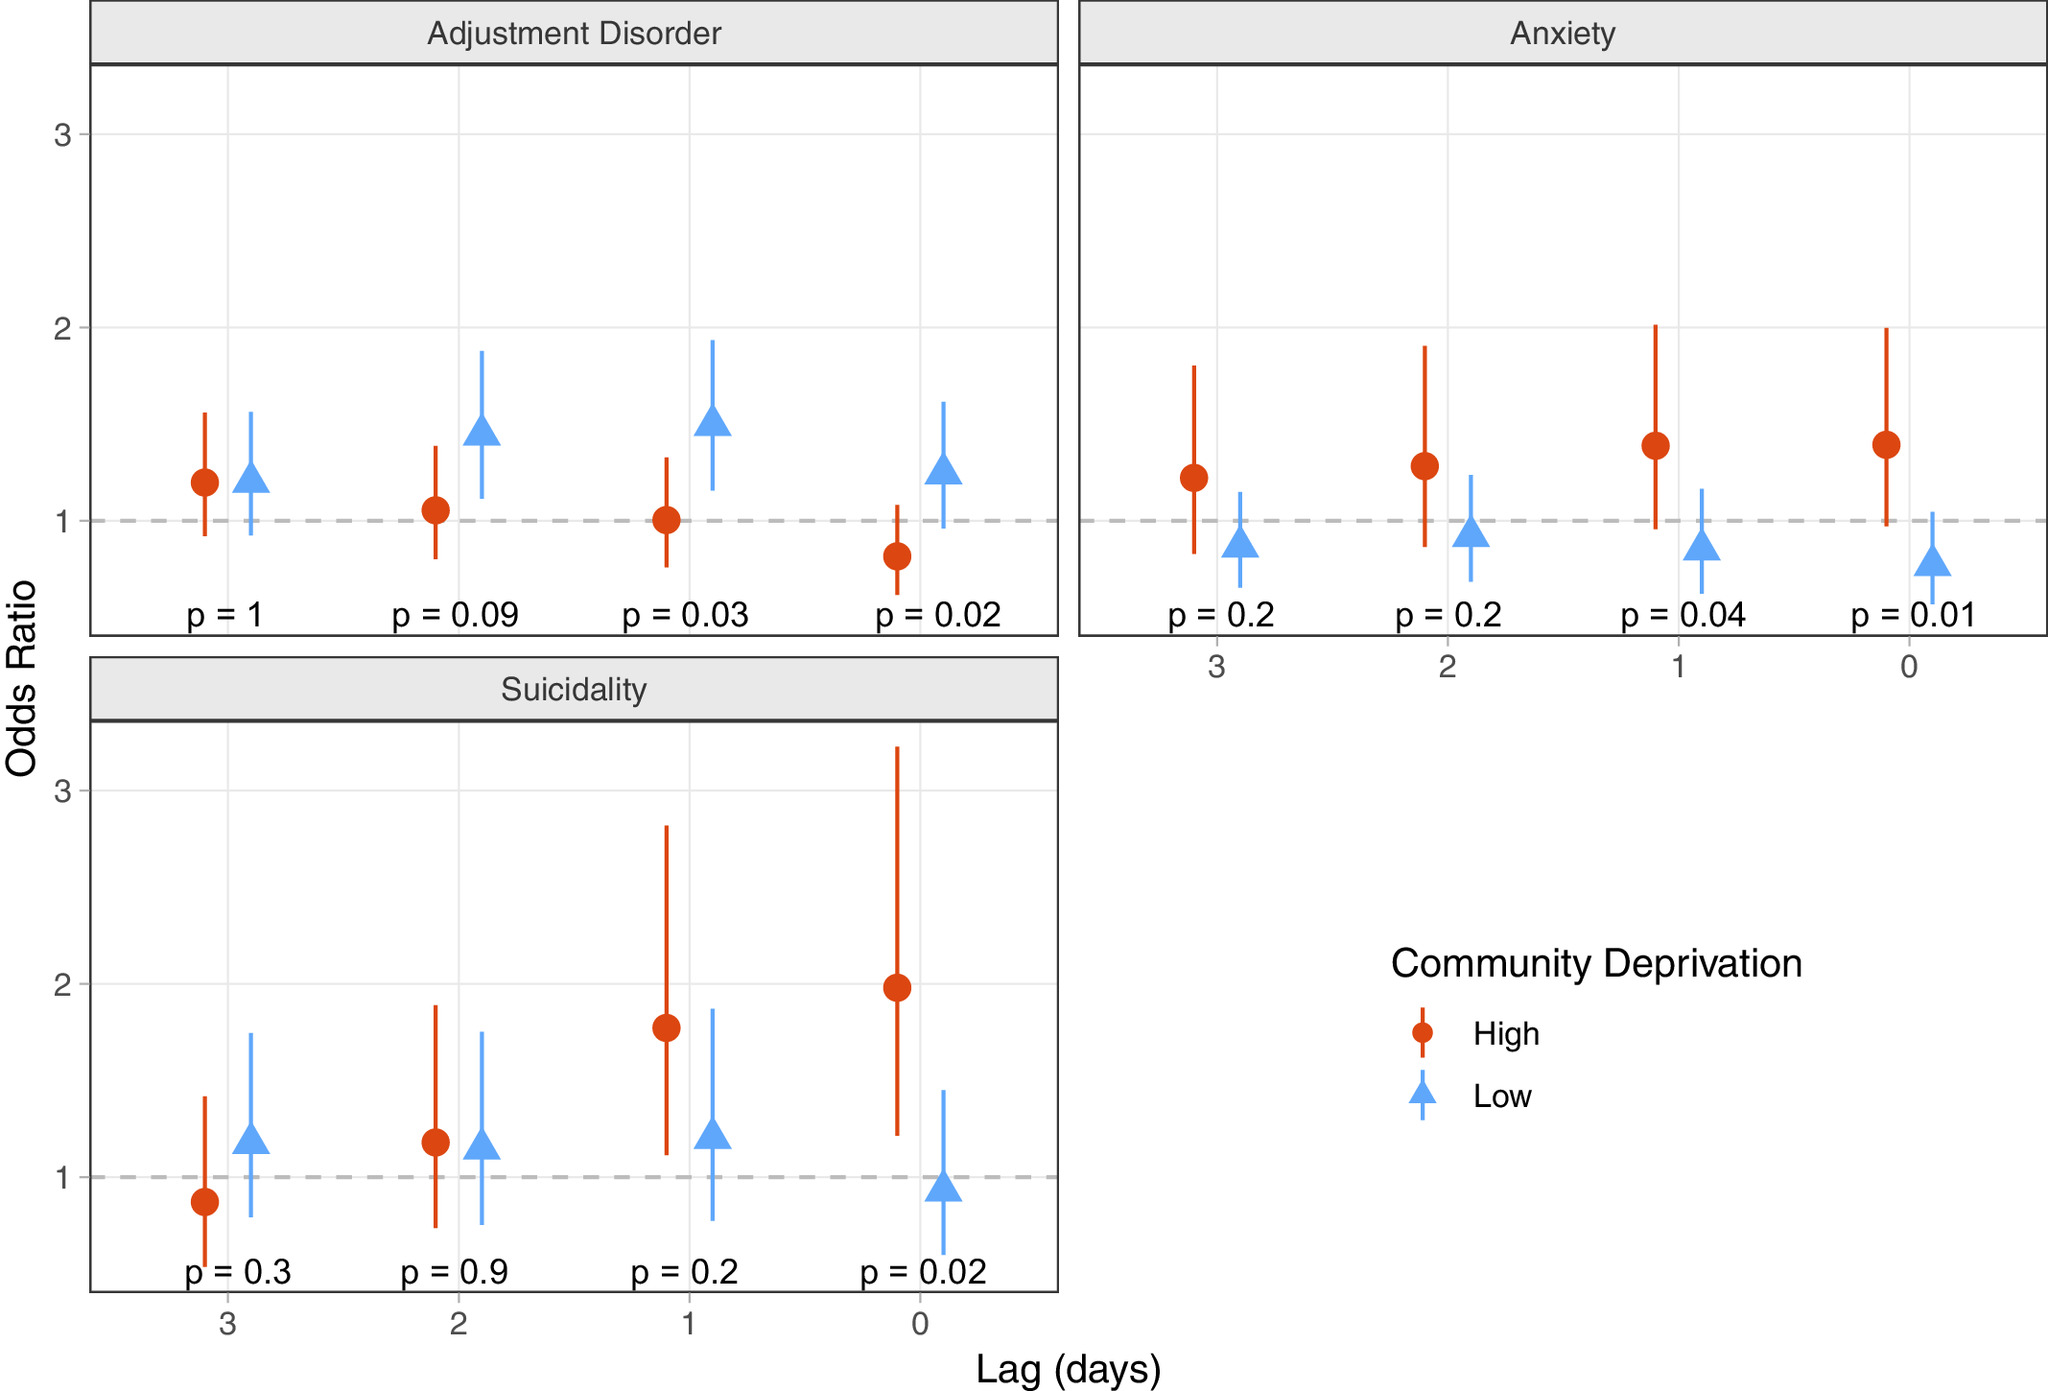 Adjustment Disorder
Anxiety
3
2
1
p = 1
p = 0.09
p = 0.03
p = 0.02
p = 0.2
p = 0.2
p = 0.04
p = 0.01
3
2
1
0
Odds Ratio
Suicidality
3
2
1
p = 0.3
p = 0.9
p = 0.2
p = 0.02
3
2
1
0
Lag (days)
Community Deprivation
High
Low